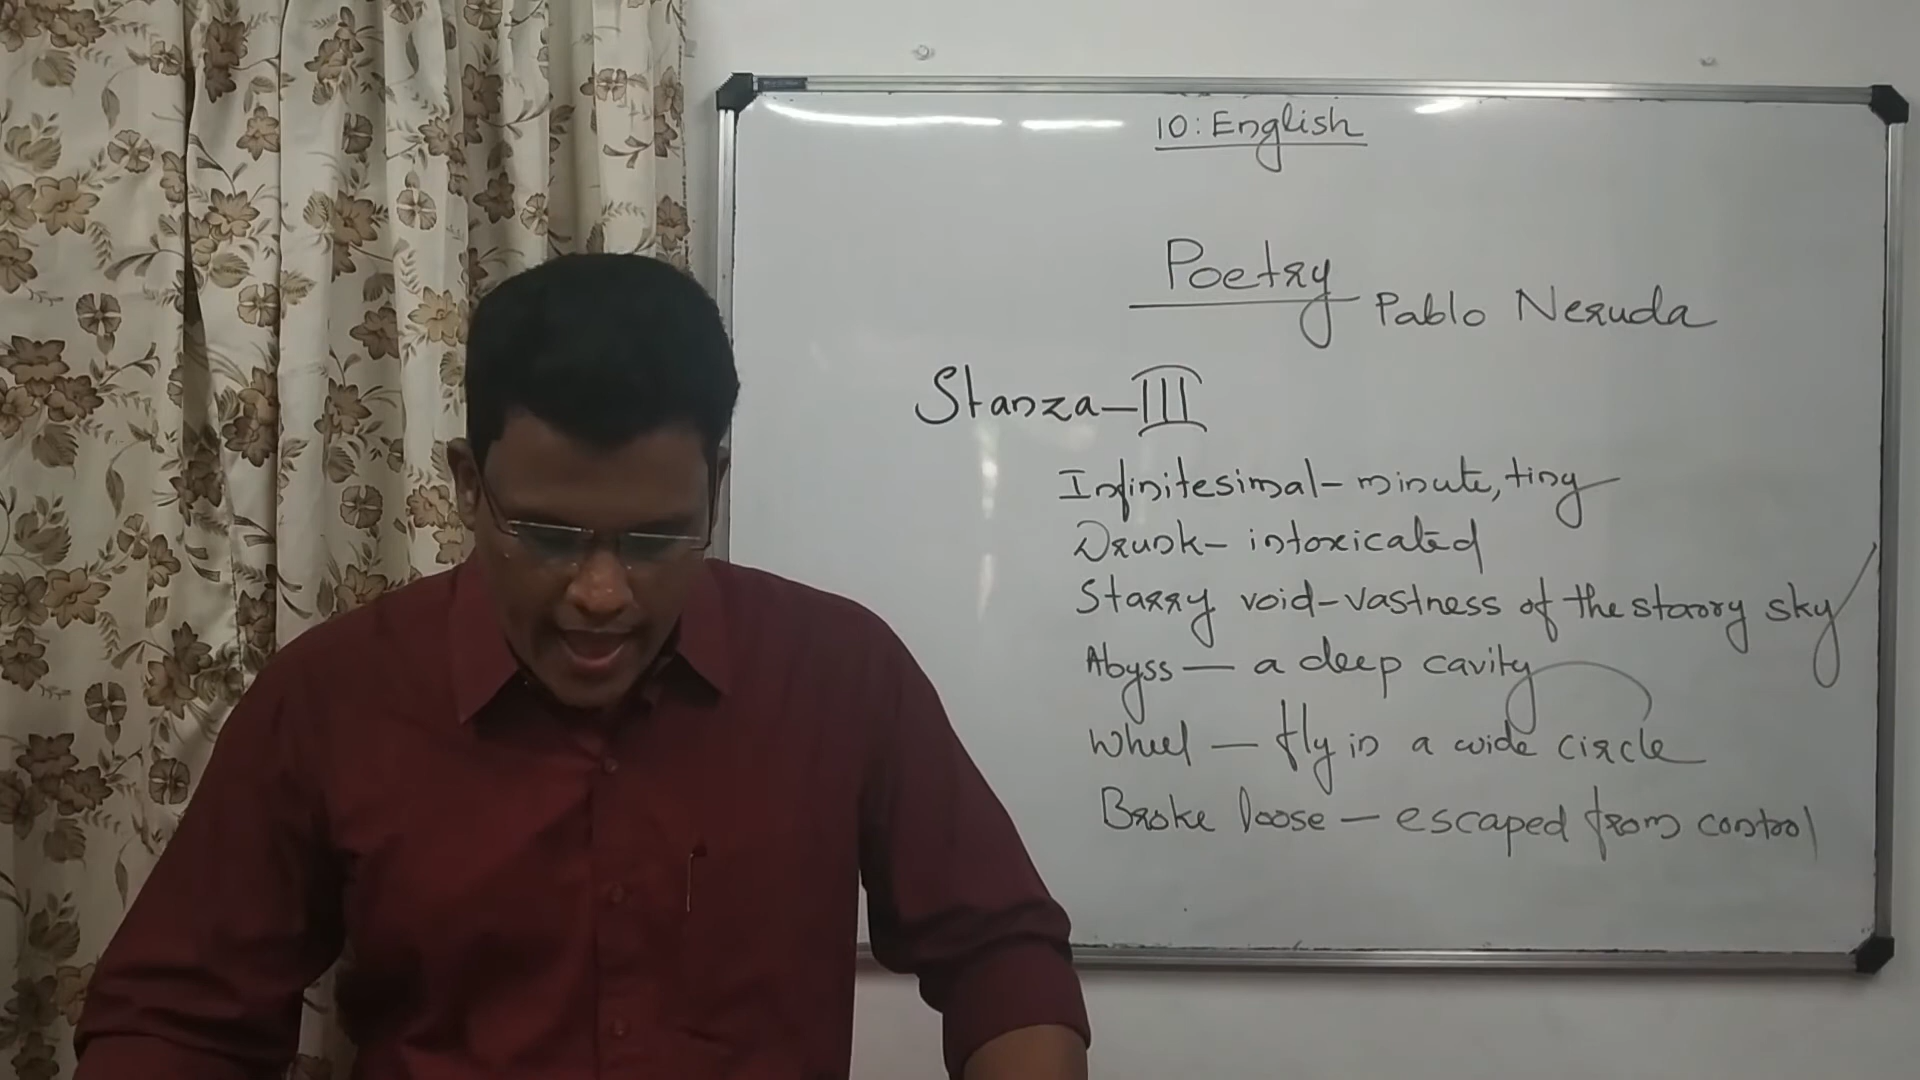 10: English
Poetry
Pablo Neruda
Stanza-III
Infinitesimal - minute, tiny
Drunk - intoxicated
Starry void - vastness of the starry sky
Abyss - a deep cavity
Wheel - fly in a wide circle
Broke loose - escaped from control